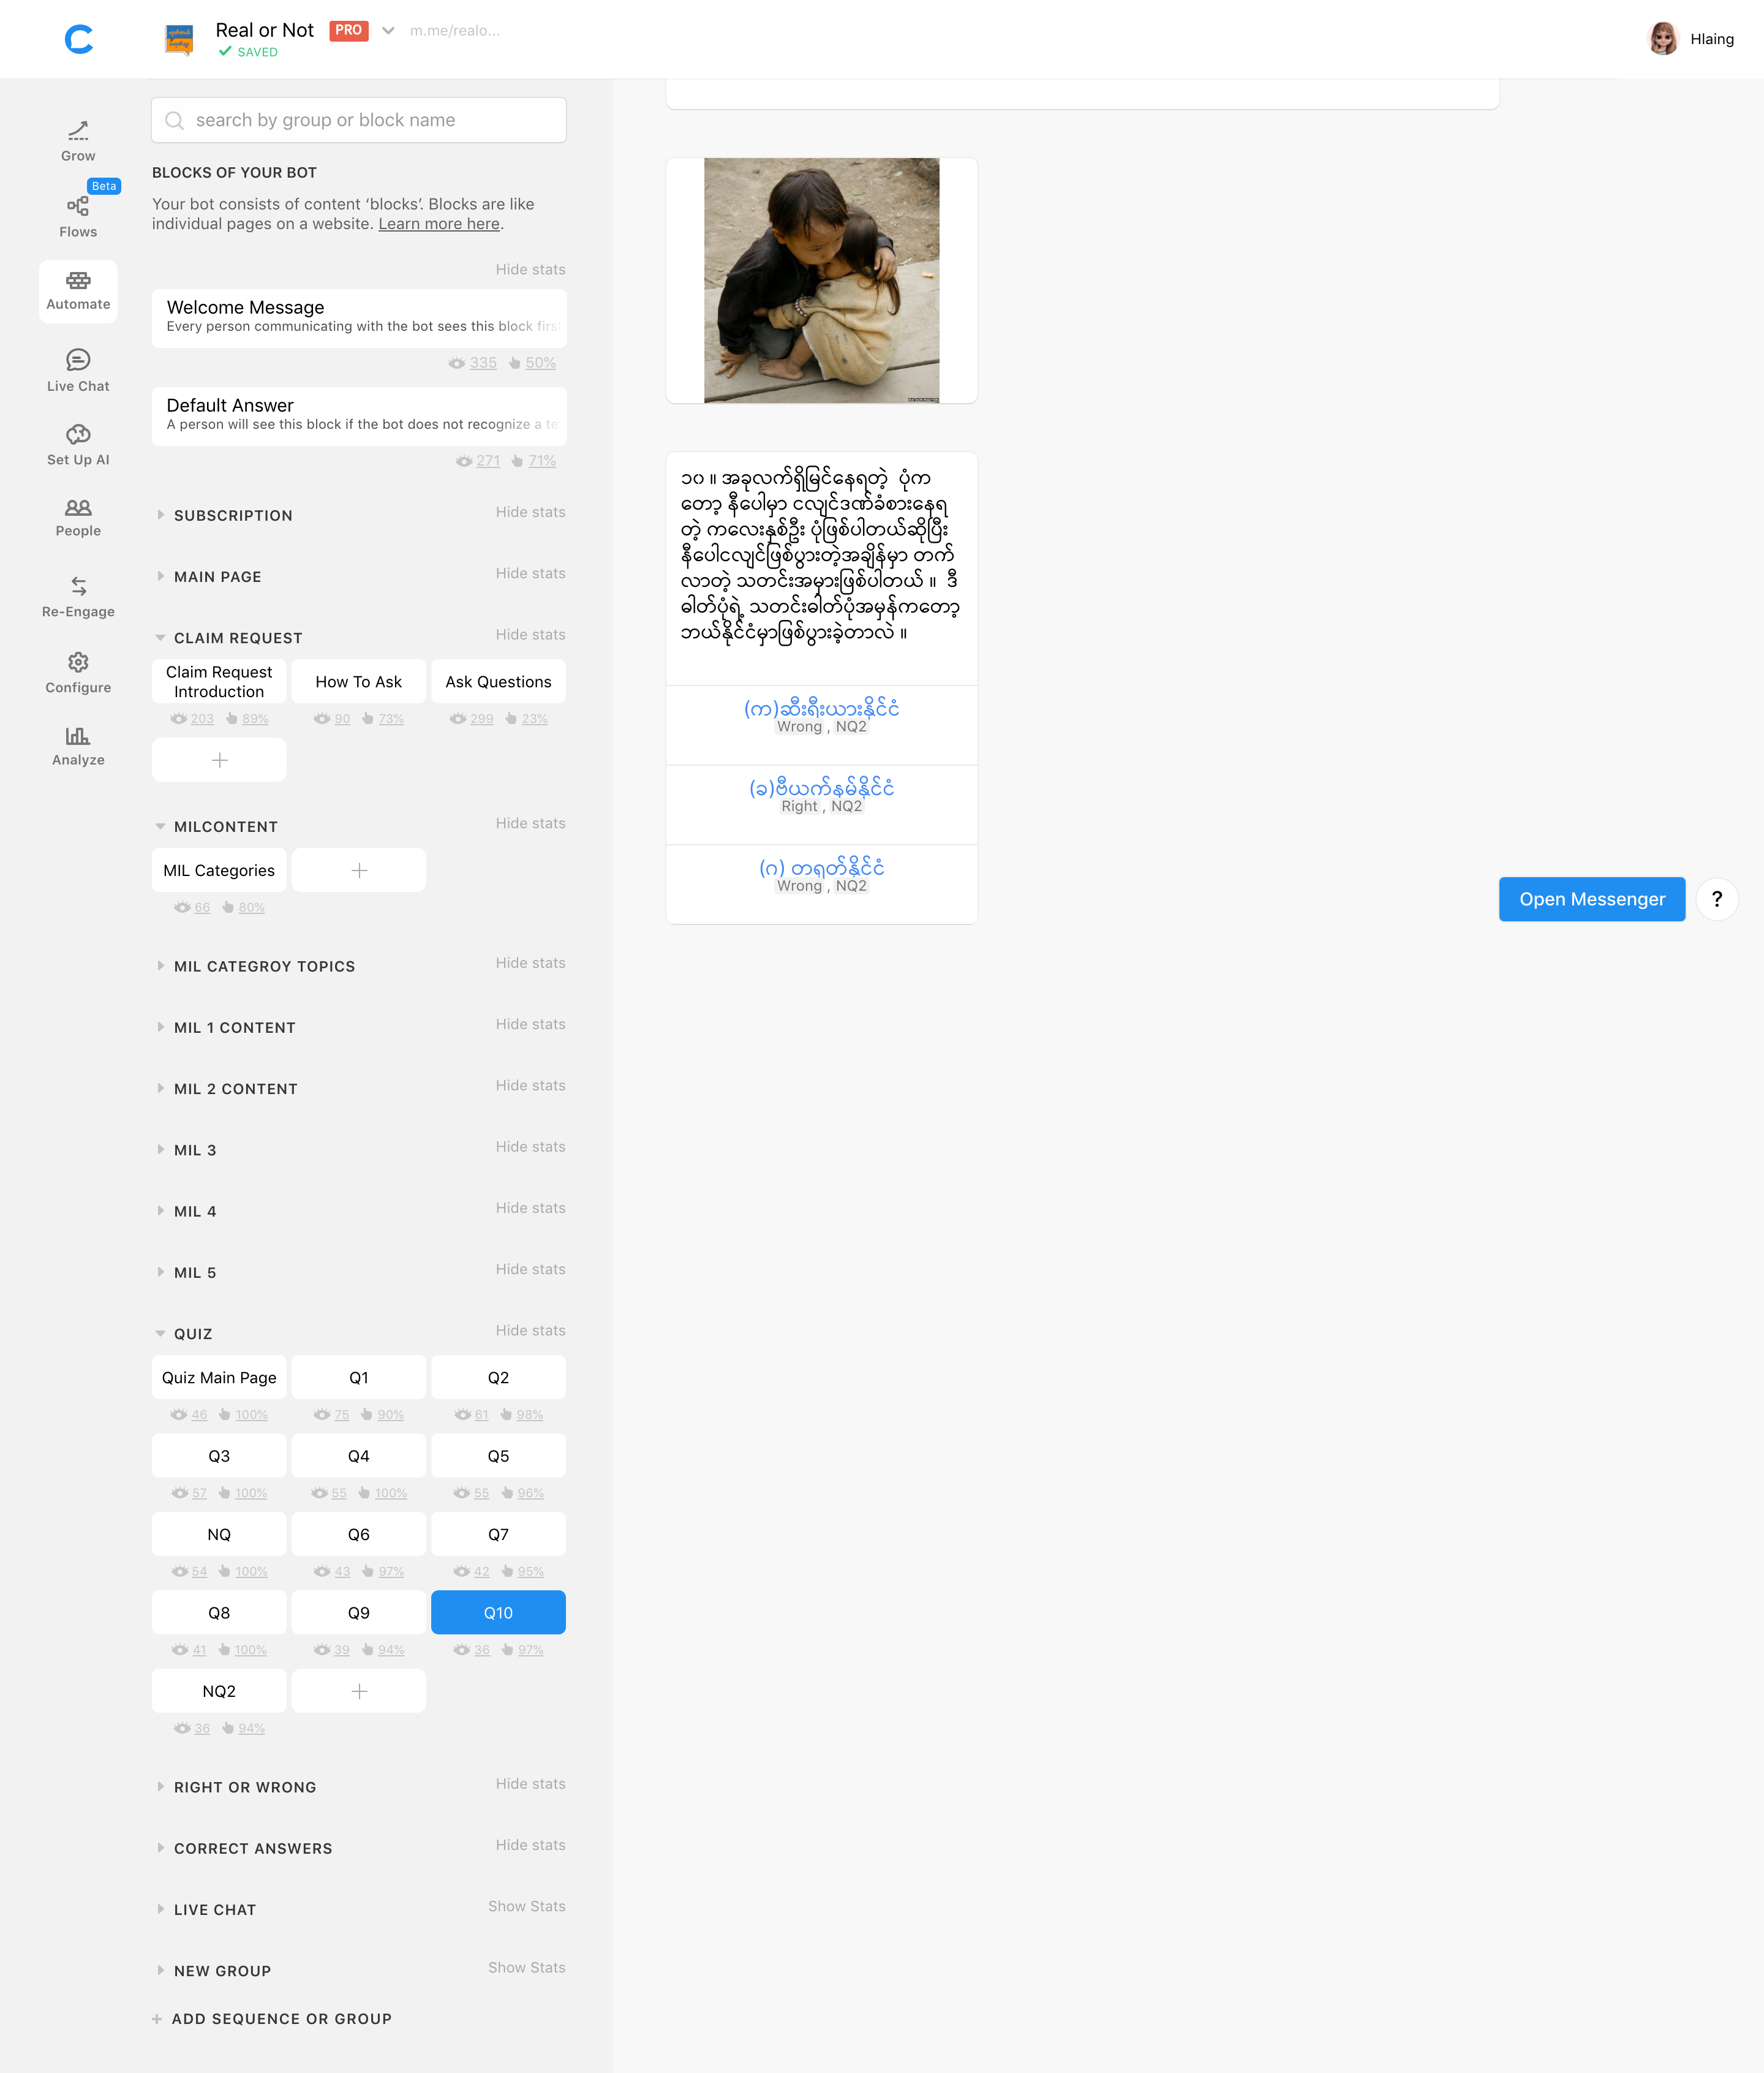 Real or Not PRO m.me/realo...
SAVED
Hlaing
Grow
Beta
Flows
Automate
Live Chat
Set Up AI
People
Re-Engage
Configure
Analyze
search by group or block name
BLOCKS OF YOUR BOT
Your bot consists of content ‘blocks’. Blocks are like
individual pages on a website. Learn more here.
Hide stats
Welcome Message
Every person communicating with the bot sees this block first
335 50%
Default Answer
A person will see this block if the bot does not recognize a te
271 71%
SUBSCRIPTION Hide stats
MAIN PAGE Hide stats
CLAIM REQUEST Hide stats
Claim Request
Introduction
How To Ask
Ask Questions
203 89% 90 73% 299 23%
+
MILCONTENT Hide stats
MIL Categories +
66 80%
MIL CATEGROY TOPICS Hide stats
MIL 1 CONTENT Hide stats
MIL 2 CONTENT Hide stats
MIL 3 Hide stats
MIL 4 Hide stats
MIL 5 Hide stats
QUIZ Hide stats
Quiz Main Page Q1 Q2
46 100% 75 90% 61 98%
Q3 Q4 Q5
57 100% 55 100% 55 96%
NQ Q6 Q7
54 100% 43 97% 42 95%
Q8 Q9 Q10
41 100% 39 94% 36 97%
NQ2 +
36 94%
RIGHT OR WRONG Hide stats
CORRECT ANSWERS Hide stats
LIVE CHAT Show Stats
NEW GROUP Show Stats
+ ADD SEQUENCE OR GROUP
၁၀ ။ အခုလက်ရှိမြင်နေရတဲ့ ပုံက
တော့ နီပေါမှာ ငလျင်ဒဏ်ခံစားနေရ
တဲ့ ကလေးနှစ်ဦး ပုံဖြစ်ပါတယ်ဆိုပြီး
နီပေါငလျင်ဖြစ်ပွားတဲ့အချိန်မှာ တက်
လာတဲ့ သတင်းအမှားဖြစ်ပါတယ် ။ ဒီ
ဓါတ်ပုံရဲ့ သတင်းဓါတ်ပုံအမှန်ကတော့
ဘယ်နိုင်ငံမှာဖြစ်ပွားခဲ့တာလဲ ။
(က)ဆီးရီးယားနိုင်ငံ
Wrong , NQ2
(ခ)ဗီယက်နမ်နိုင်ငံ
Right , NQ2
(ဂ) တရုတ်နိုင်ငံ
Wrong , NQ2
Open Messenger ?